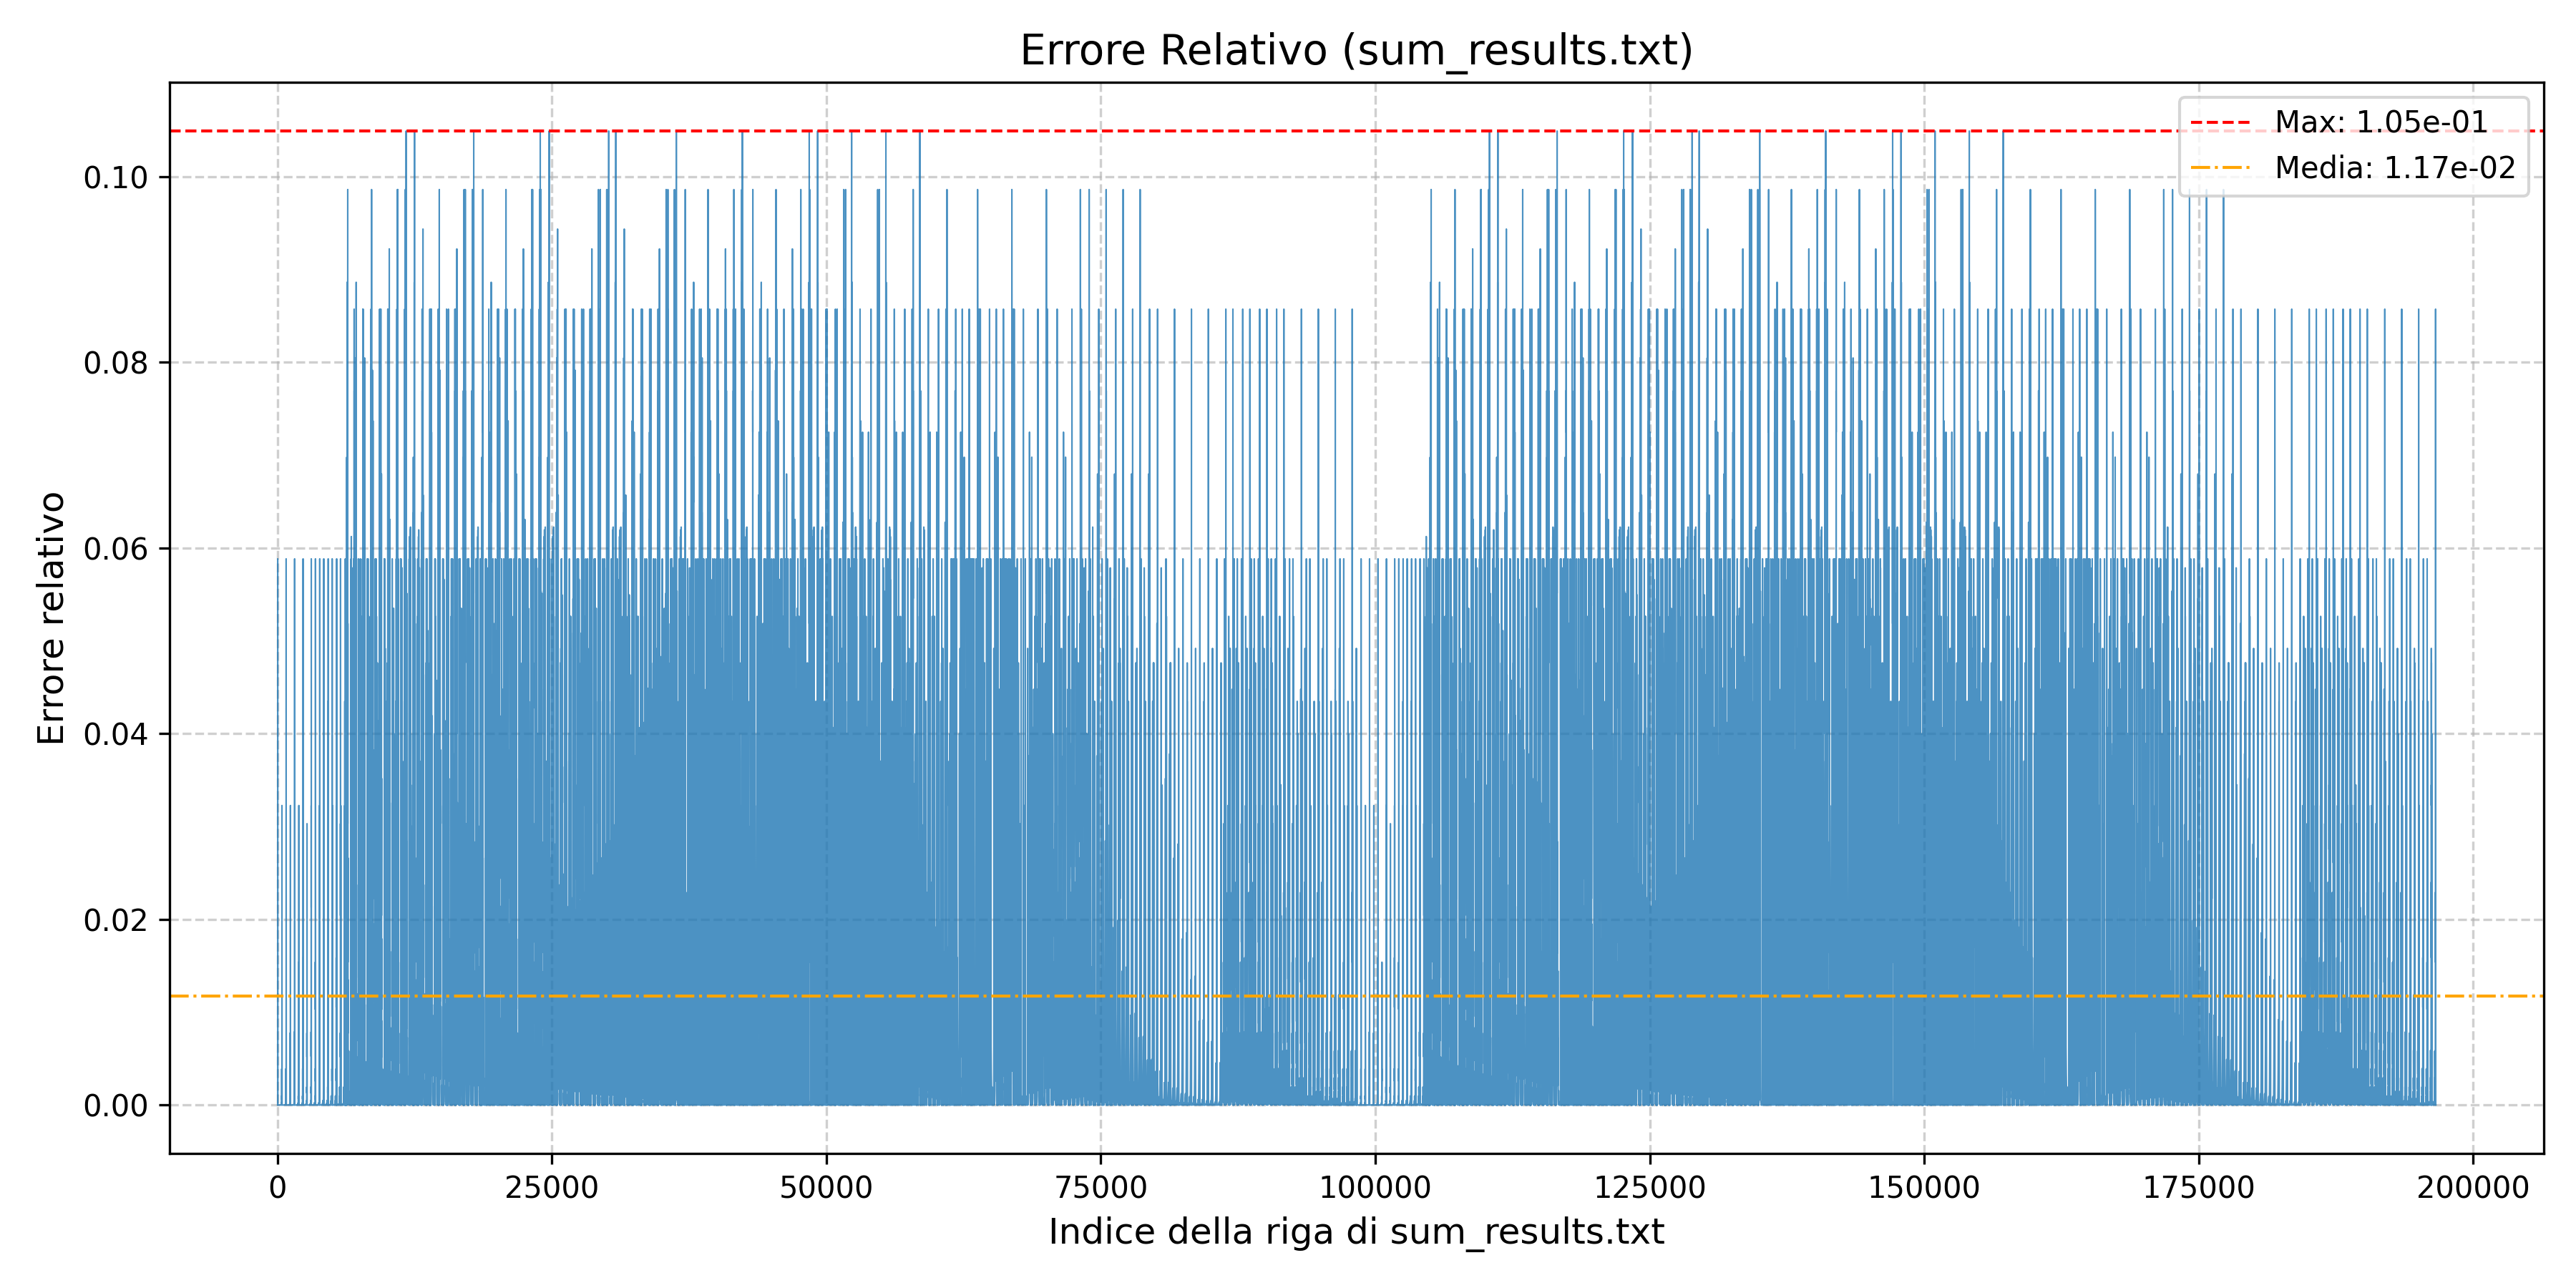 Errore Relativo (sum_results.txt)
Max: 1.05e-01
Media: 1.17e-02
Errore relativo
0.10
0.08
0.06
0.04
0.02
0.00
0 25000 50000 75000 100000 125000 150000 175000 200000
Indice della riga di sum_results.txt